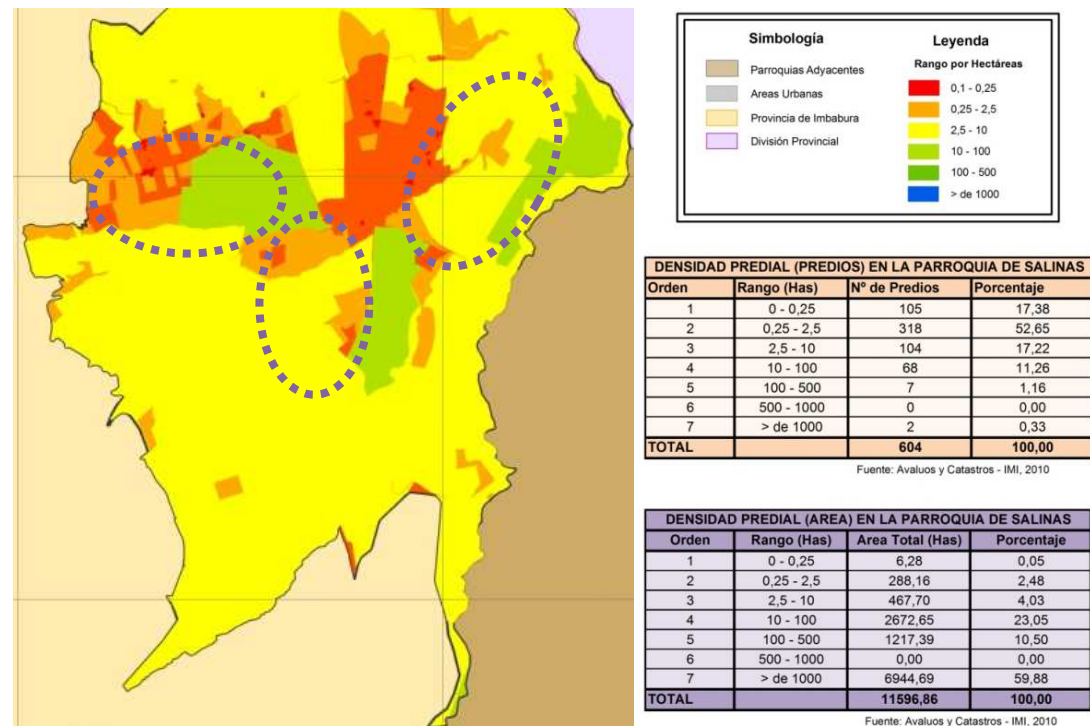 Simbología
Parroquias Adyacentes
Areas Urbanas
Provincia de Imbabura
División Provincial
Leyenda
Rango por Hectáreas
0,1 - 0,25
0,25 - 2,5
2,5 - 10
10 - 100
100 - 500
> de 1000
DENSIDAD PREDIAL (PREDIOS) EN LA PARROQUIA DE SALINAS
Orden Rango (Has) Nº de Predios Porcentaje
1 0 - 0,25 105 17,38
2 0,25 - 2,5 318 52,65
3 2,5 - 10 104 17,22
4 10 - 100 68 11,26
5 100 - 500 7 1,16
6 500 - 1000 0 0,00
7 > de 1000 2 0,33
TOTAL 604 100,00
Fuente: Avaluos y Catastros - IMI, 2010
DENSIDAD PREDIAL (AREA) EN LA PARROQUIA DE SALINAS
Orden Rango (Has) Area Total (Has) Porcentaje
1 0 - 0,25 6,28 0,05
2 0,25 - 2,5 288,16 2,48
3 2,5 - 10 467,70 4,03
4 10 - 100 2672,65 23,05
5 100 - 500 1217,39 10,50
6 500 - 1000 0,00 0,00
7 > de 1000 6944,69 59,88
TOTAL 11596,86 100,00
Fuente: Avaluos y Catastros - IMI, 2010